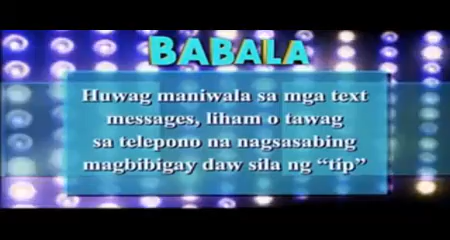 BABALA
Huwag maniwala sa mga text
messages, liham o tawag
sa telepono na nagsasabing
magbibigay daw sila ng “tip”